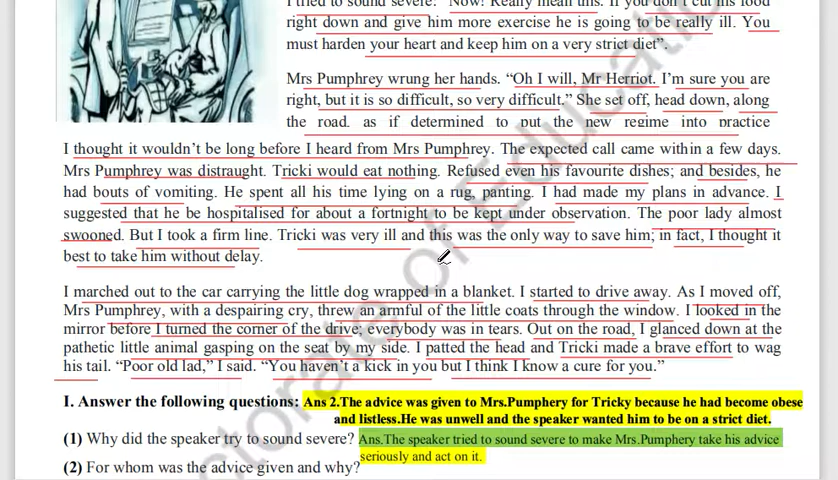 I tried to sound severe: "Now! Really mean this. If you don't cut his food
right down and give him more exercise he is going to be really ill. You
must harden your heart and keep him on a very strict diet".
Mrs Pumphrey wrung her hands. "Oh I will, Mr Herriot. I'm sure you are
right, but it is so difficult, so very difficult." She set off, head down, along
the road, as if determined to put the new regime into practice
I thought it wouldn't be long before I heard from Mrs Pumphrey. The expected call came within a few days.
Mrs Pumphrey was distraught. Tricki would eat nothing. Refused even his favourite dishes; and besides, he
had bouts of vomiting. He spent all his time lying on a rug, panting. I had made my plans in advance. I
suggested that he be hospitalised for about a fortnight to be kept under observation. The poor lady almost
swooned. But I took a firm line. Tricki was very ill and this was the only way to save him; in fact, I thought it
best to take him without delay.
I marched out to the car carrying the little dog wrapped in a blanket. I started to drive away. As I moved off,
Mrs Pumphrey, with a despairing cry, threw an armful of the little coats through the window. I looked in the
mirror before I turned the corner of the drive; everybody was in tears. Out on the road, I glanced down at the
pathetic little animal gasping on the seat by my side. I patted the head and Tricki made a brave effort to wag
his tail. "Poor old lad," I said. "You haven't a kick in you but I think I know a cure for you."
I. Answer the following questions: Ans 2.The advice was given to Mrs.Pumphery for Tricky because he had become obese
and listless.He was unwell and the speaker wanted him to be on a strict diet.
(1) Why did the speaker try to sound severe? Ans.The speaker tried to sound severe to make Mrs.Pumphery take his advice
seriously and act on it.
(2) For whom was the advice given and why?